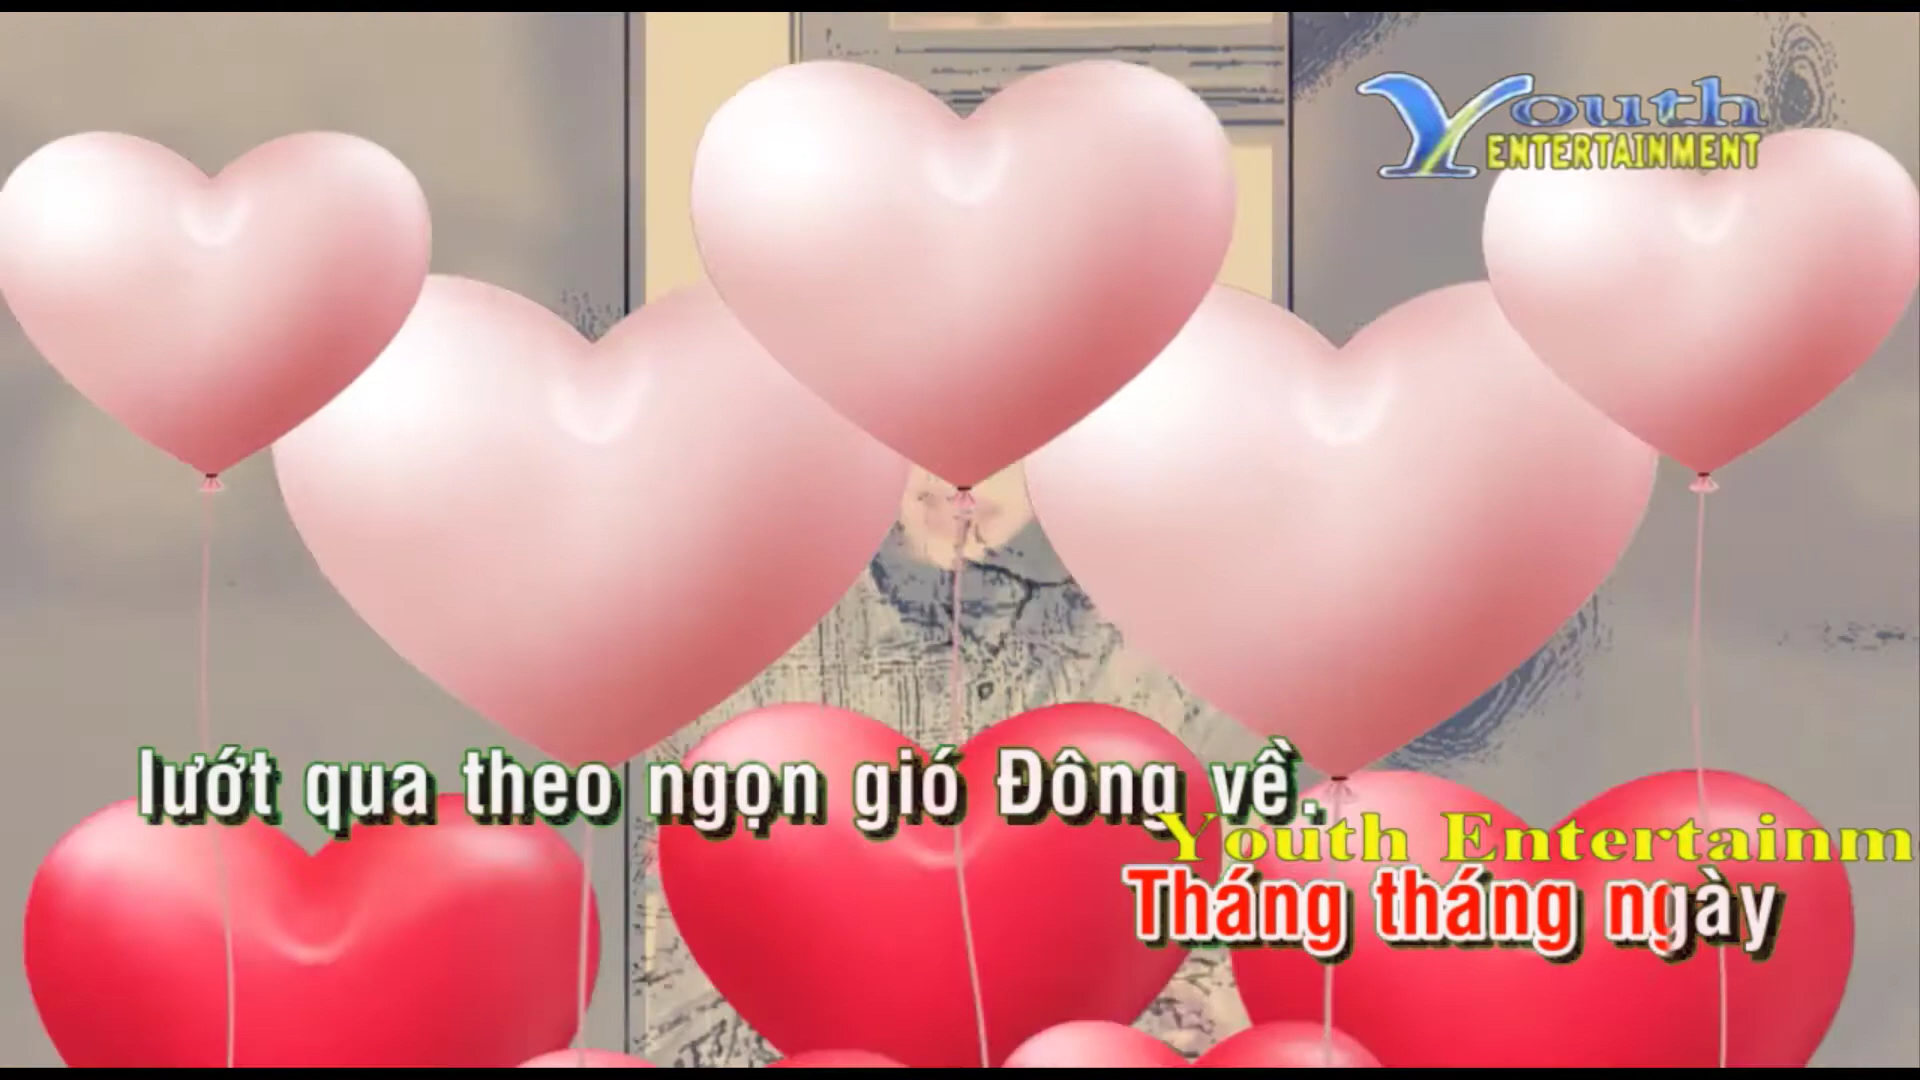 Youth
ENTERTAINMENT
lướt qua theo ngọn gió Đông về.
Youth Entertainm
Tháng tháng ngày